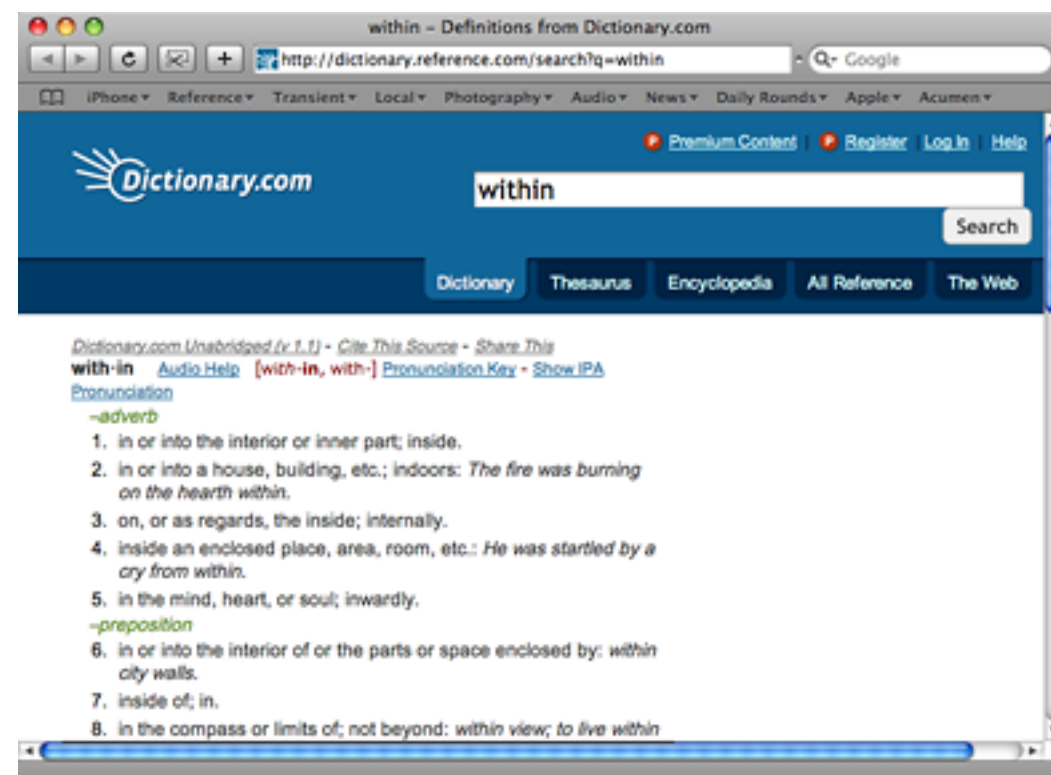 within – Definitions from Dictionary.com
http://dictionary.reference.com/search?q=within
Google
iPhone Reference Transient Local Photography Audio News Daily Rounds Apple Acumen
P Premium Content | P Register | Log In | Help
Dictionary.com
within
Search
Dictionary Thesaurus Encyclopedia All Reference The Web
Dictionary.com Unabridged (v 1.1) - Cite This Source - Share This
with·in Audio Help [with-in, with-] Pronunciation Key - Show IPA
Pronunciation
–adverb
1. in or into the interior or inner part; inside.
2. in or into a house, building, etc.; indoors: The fire was burning
on the hearth within.
3. on, or as regards, the inside; internally.
4. inside an enclosed place, area, room, etc.: He was startled by a
cry from within.
5. in the mind, heart, or soul; inwardly.
–preposition
6. in or into the interior of or the parts or space enclosed by: within
city walls.
7. inside of; in.
8. in the compass or limits of; not beyond: within view; to live within